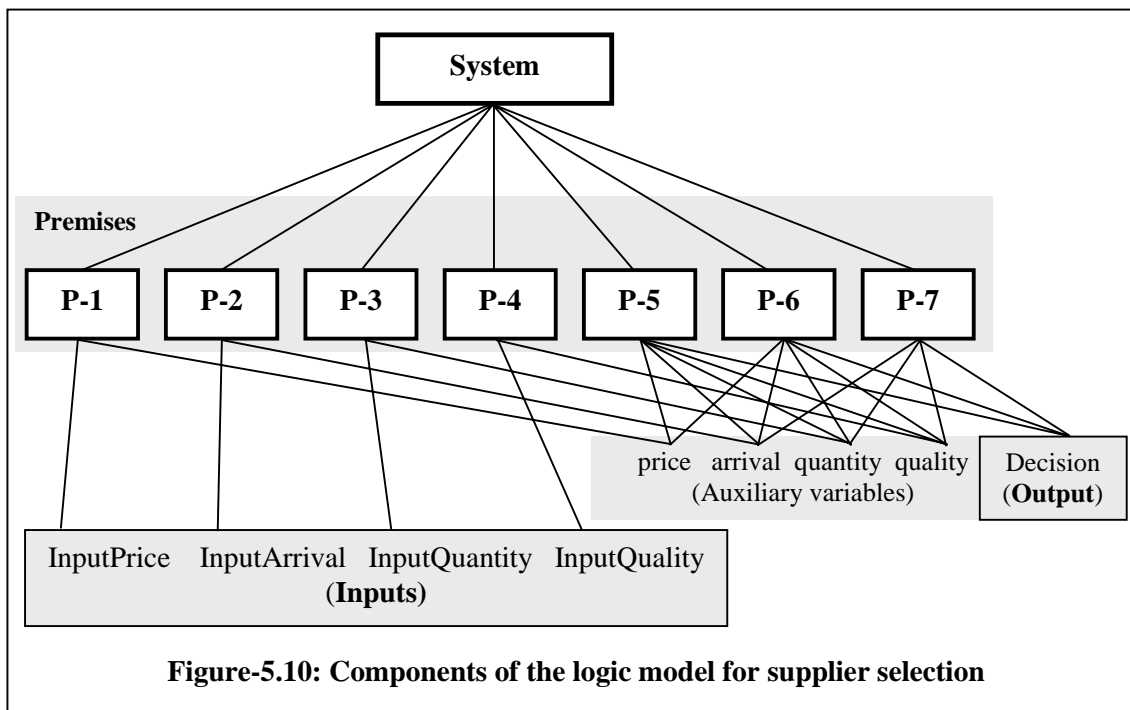 System
Premises
P-1 P-2 P-3 P-4 P-5 P-6 P-7
price arrival quantity quality
(Auxiliary variables)
Decision
(Output)
InputPrice InputArrival InputQuantity InputQuality
(Inputs)
Figure-5.10: Components of the logic model for supplier selection